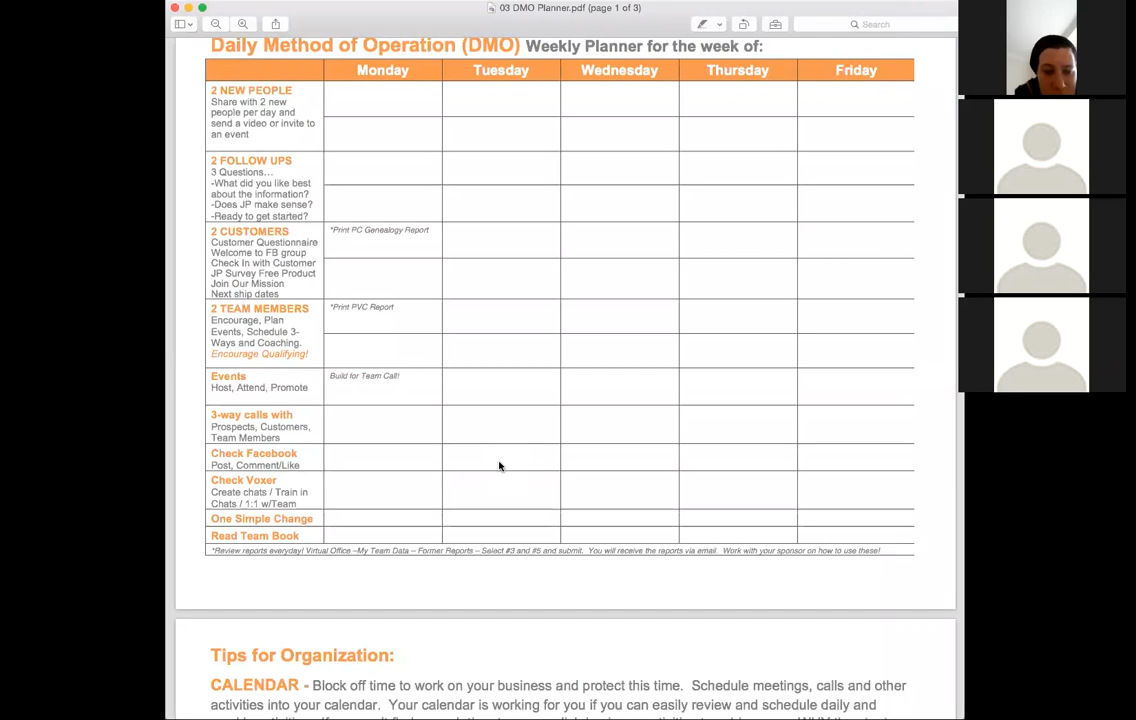 03 DMO Planner.pdf (page 1 of 3)
Search
Daily Method of Operation (DMO) Weekly Planner for the week of:
Monday Tuesday Wednesday Thursday Friday
2 NEW PEOPLE
Share with 2 new
people per day and
send a video or invite to
an event
2 FOLLOW UPS
3 Questions…
-What did you like best
about the information?
-Does JP make sense?
-Ready to get started?
2 CUSTOMERS
*Print PC Genealogy Report
Customer Questionnaire
Welcome to FB group
Check In with Customer
JP Survey Free Product
Join Our Mission
Next ship dates
2 TEAM MEMBERS
*Print PVC Report
Encourage, Plan
Events, Schedule 3-
Ways and Coaching.
Encourage Qualifying!
Events
Build for Team Call!
Host, Attend, Promote
3-way calls with
Prospects, Customers,
Team Members
Check Facebook
Post, Comment/Like
Check Voxer
Create chats / Train in
Chats / 1:1 w/Team
One Simple Change
Read Team Book
*Review reports everyday! Virtual Office –My Team Data – Former Reports – Select #3 and #5 and submit. You will receive the reports via email. Work with your sponsor on how to use these!
Tips for Organization:
CALENDAR - Block off time to work on your business and protect this time. Schedule meetings, calls and other
activities into your calendar. Your calendar is working for you if you can easily review and schedule daily and